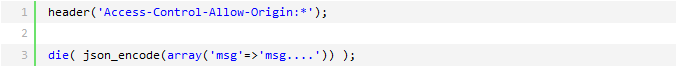 1 header('Access-Control-Allow-Origin:*');
2
3 die( json_encode(array('msg'=>'msg....')) );